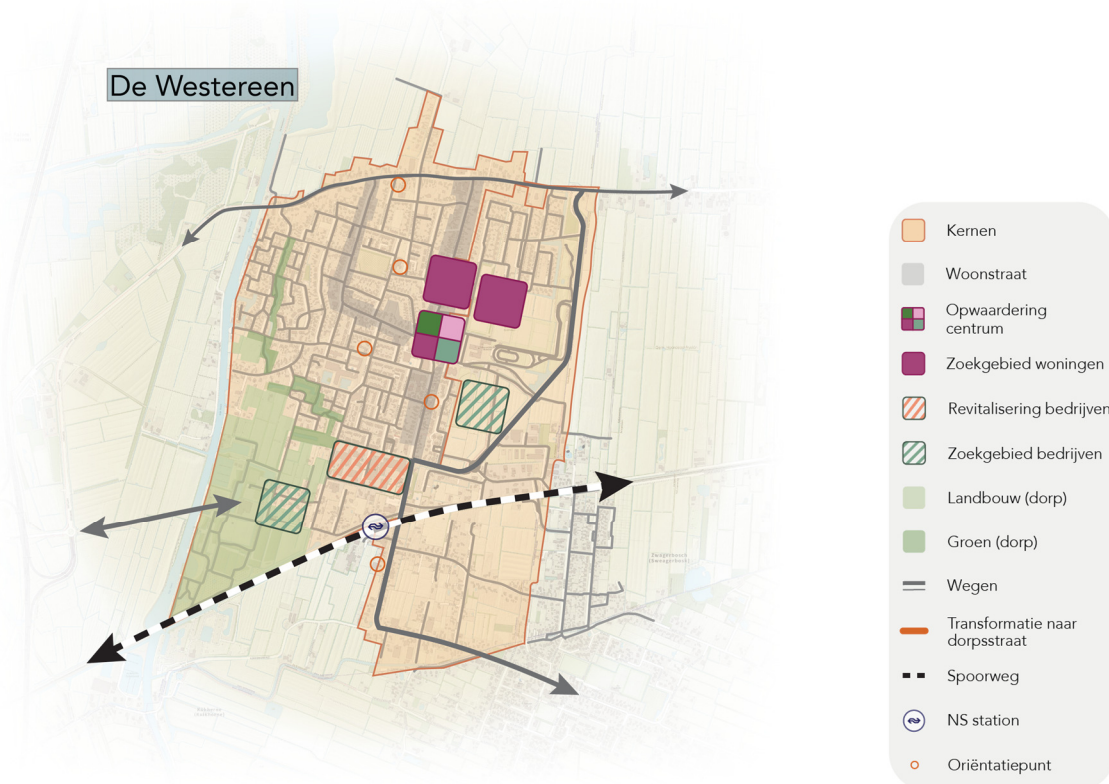 De Westereen
Kernen
Woonstraat
Opwaardering
centrum
Zoekgebied woningen
Revitalisering bedrijven
Zoekgebied bedrijven
Landbouw (dorp)
Groen (dorp)
Wegen
Transformatie naar
dorpsstraat
Spoorweg
NS station
Oriëntatiepunt